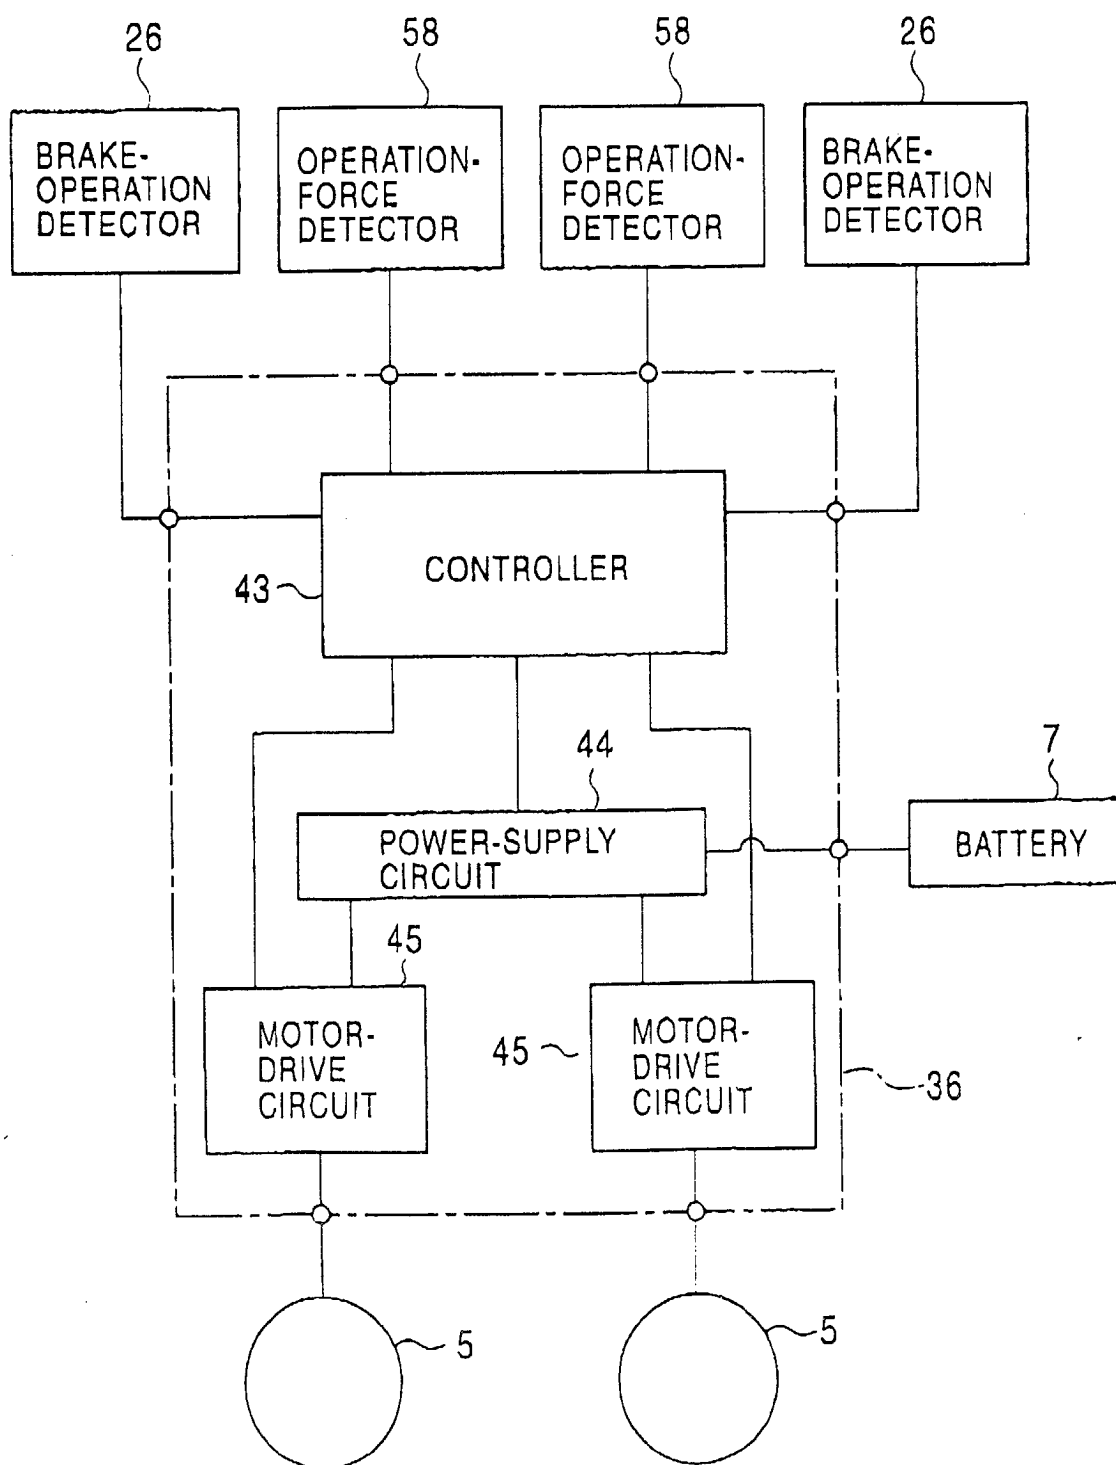 26
58
58
26
BRAKE-
OPERATION
DETECTOR
OPERATION-
FORCE
DETECTOR
OPERATION-
FORCE
DETECTOR
BRAKE-
OPERATION
DETECTOR
CONTROLLER
43
44
7
POWER-SUPPLY
CIRCUIT
BATTERY
45
MOTOR-
DRIVE
CIRCUIT
45
MOTOR-
DRIVE
CIRCUIT
36
5
5